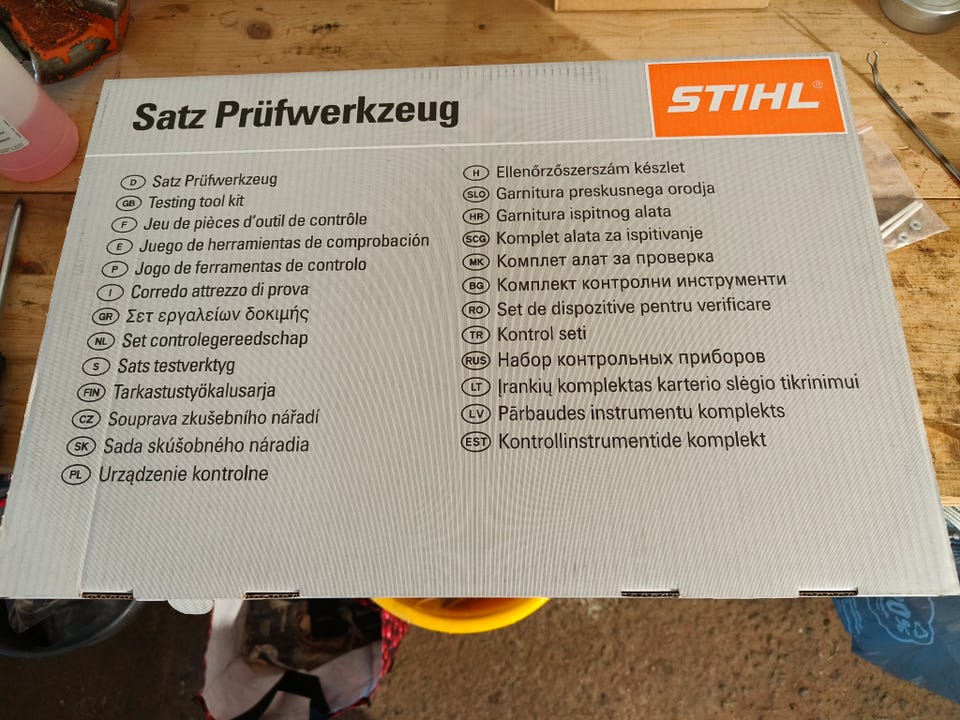 Satz Prüfwerkzeug
STIHL®
D Satz Prüfwerkzeug
GB Testing tool kit
F Jeu de pièces d'outil de contrôle
E Juego de herramientas de comprobación
P Jogo de ferramentas de controlo
I Corredo attrezzo di prova
GR Σετ εργαλείων δοκιμής
NL Set controlegereedschap
S Sats testverktyg
FIN Tarkastustyökalusarja
CZ Souprava zkušebního nářadí
SK Sada skúšobného náradia
PL Urządzenie kontrolne
H Ellenőrzőszerszám készlet
SLO Garnitura preskusnega orodja
HR Garnitura ispitnog alata
SCG Komplet alata za ispitivanje
MK Комплет алат за проверка
BG Комплект контролни инструменти
RO Set de dispozitive pentru verificare
TR Kontrol seti
RUS Набор контрольных приборов
LT Įrankių komplektas karterio slėgio tikrinimui
LV Pārbaudes instrumentu komplekts
EST Kontrollinstrumentide komplekt